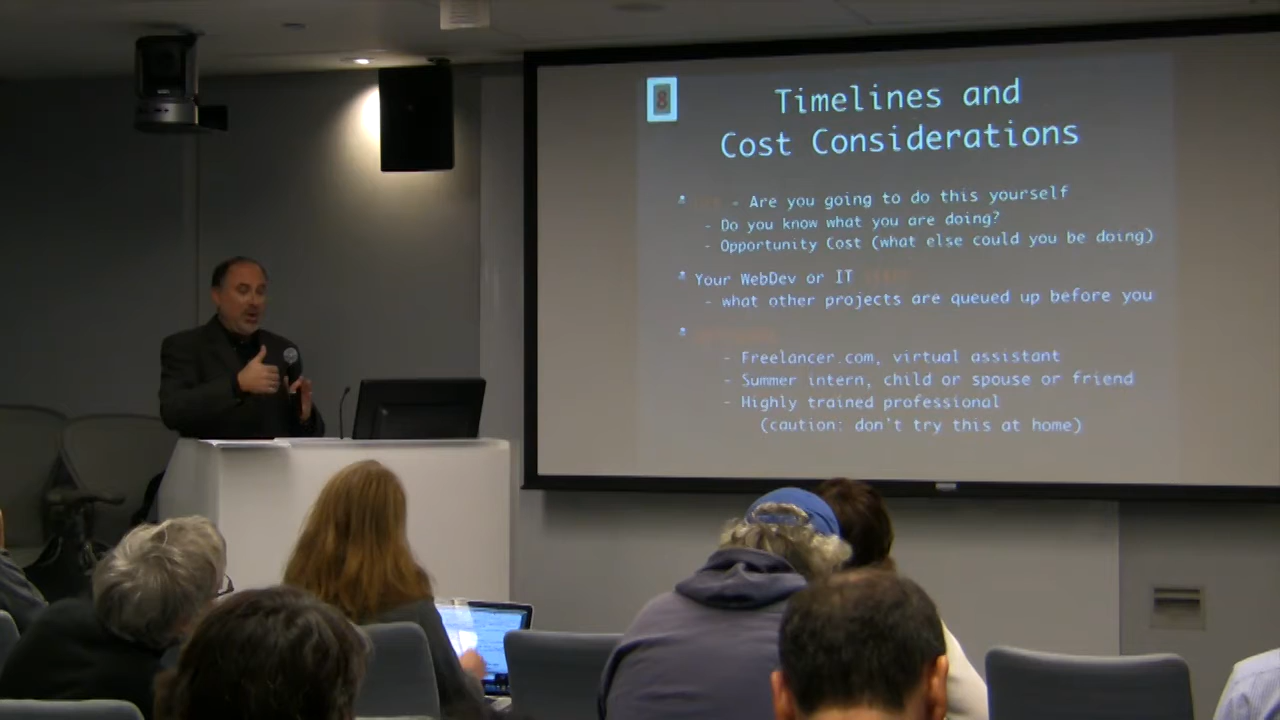 8
Timelines and
Cost Considerations
- Are you going to do this yourself
- Do you know what you are doing?
- Opportunity Cost (what else could you be doing)
Your WebDev or IT
- what other projects are queued up before you
- Freelancer.com, virtual assistant
- Summer intern, child or spouse or friend
- Highly trained professional
(caution: don't try this at home)